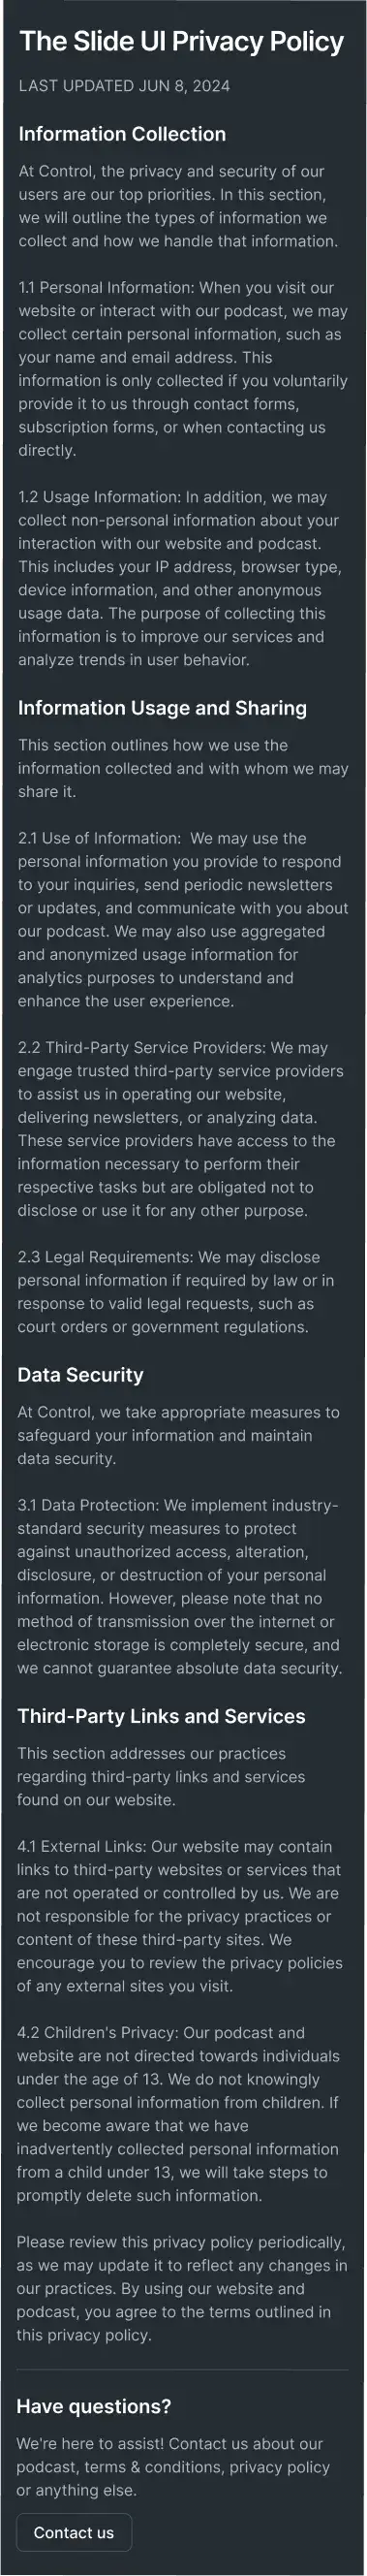 The Slide UI Privacy Policy
LAST UPDATED JUN 8, 2024
Information Collection
At Control, the privacy and security of our
users are our top priorities. In this section,
we will outline the types of information we
collect and how we handle that information.
1.1 Personal Information: When you visit our
website or interact with our podcast, we may
collect certain personal information, such as
your name and email address. This
information is only collected if you voluntarily
provide it to us through contact forms,
subscription forms, or when contacting us
directly.
1.2 Usage Information: In addition, we may
collect non-personal information about your
interaction with our website and podcast.
This includes your IP address, browser type,
device information, and other anonymous
usage data. The purpose of collecting this
information is to improve our services and
analyze trends in user behavior.
Information Usage and Sharing
This section outlines how we use the
information collected and with whom we may
share it.
2.1 Use of Information:  We may use the
personal information you provide to respond
to your inquiries, send periodic newsletters
or updates, and communicate with you about
our podcast. We may also use aggregated
and anonymized usage information for
analytics purposes to understand and
enhance the user experience.
2.2 Third-Party Service Providers: We may
engage trusted third-party service providers
to assist us in operating our website,
delivering newsletters, or analyzing data.
These service providers have access to the
information necessary to perform their
respective tasks but are obligated not to
disclose or use it for any other purpose.
2.3 Legal Requirements: We may disclose
personal information if required by law or in
response to valid legal requests, such as
court orders or government regulations.
Data Security
At Control, we take appropriate measures to
safeguard your information and maintain
data security.
3.1 Data Protection: We implement industry-
standard security measures to protect
against unauthorized access, alteration,
disclosure, or destruction of your personal
information. However, please note that no
method of transmission over the internet or
electronic storage is completely secure, and
we cannot guarantee absolute data security.
Third-Party Links and Services
This section addresses our practices
regarding third-party links and services
found on our website.
4.1 External Links: Our website may contain
links to third-party websites or services that
are not operated or controlled by us. We are
not responsible for the privacy practices or
content of these third-party sites. We
encourage you to review the privacy policies
of any external sites you visit.
4.2 Children's Privacy: Our podcast and
website are not directed towards individuals
under the age of 13. We do not knowingly
collect personal information from children. If
we become aware that we have
inadvertently collected personal information
from a child under 13, we will take steps to
promptly delete such information.
Please review this privacy policy periodically,
as we may update it to reflect any changes in
our practices. By using our website and
podcast, you agree to the terms outlined in
this privacy policy.
Have questions?
We're here to assist! Contact us about our
podcast, terms & conditions, privacy policy
or anything else.
Contact us